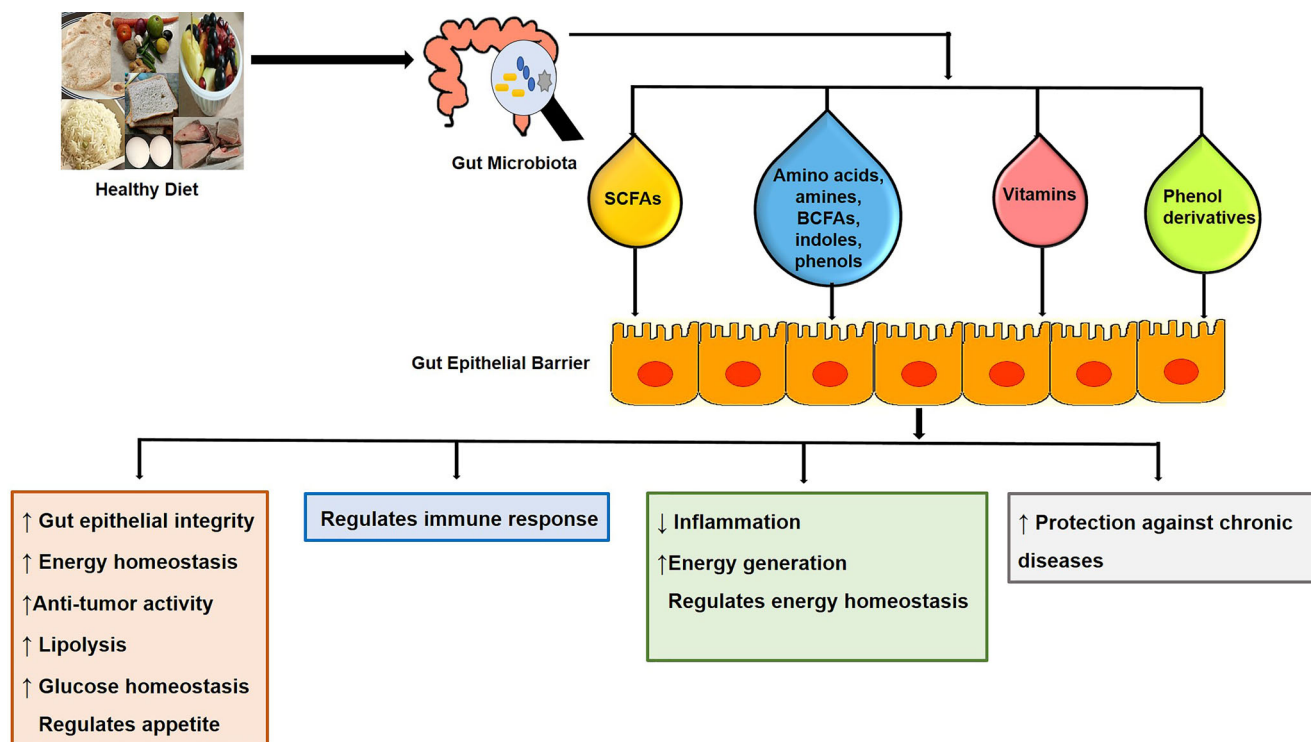 Healthy Diet
Gut Microbiota
SCFAs
Amino acids,
amines,
BCFAs,
indoles,
phenols
Vitamins
Phenol
derivatives
Gut Epithelial Barrier
↑ Gut epithelial integrity
↑ Energy homeostasis
↑Anti-tumor activity
↑ Lipolysis
↑ Glucose homeostasis
Regulates appetite
Regulates immune response
↓ Inflammation
↑Energy generation
Regulates energy homeostasis
↑ Protection against chronic
diseases